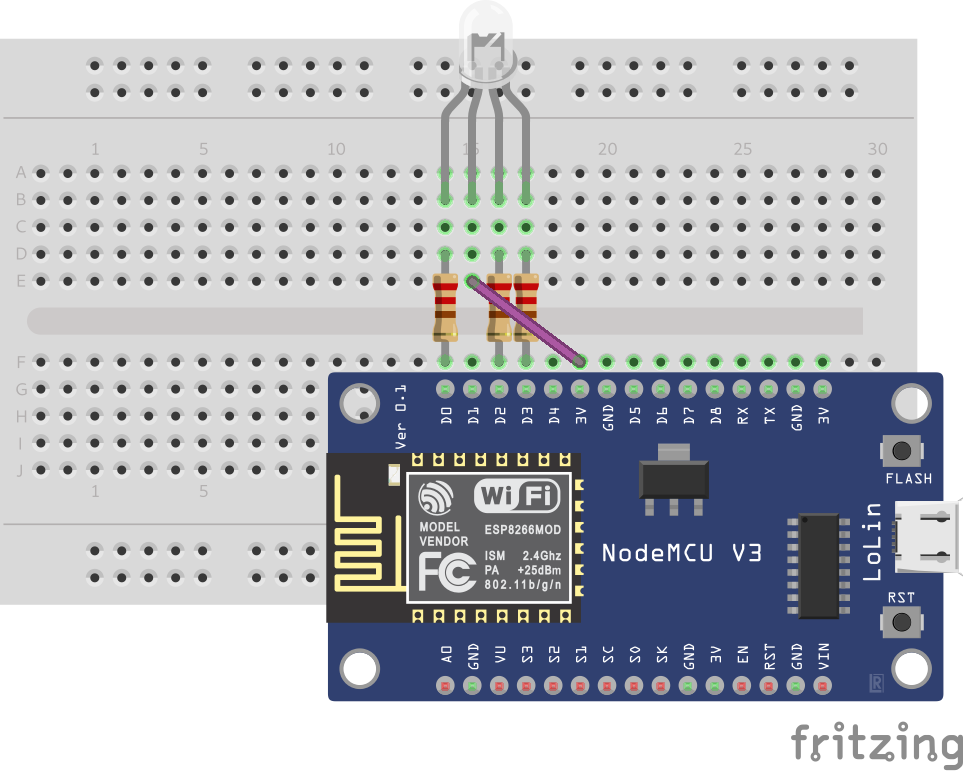 1 5 10 15 20 25 30
A
B
C
D
E
F
G
H
I
J
1 5
Ver 0.1
D0 D1 D2 D3 D4 3V GND D5 D6 D7 D8 RX TX GND 3V
FLASH
WiFi
MODEL
VENDOR
ESP8266MOD
ISM 2.4Ghz
PA +25dBm
802.11b/g/n
FC
NodeMCU V3
LoLin
RST
A0 GND VU S3 S2 S1 SC S0 SK GND 3V EN RST GND VIN
R
fritzing